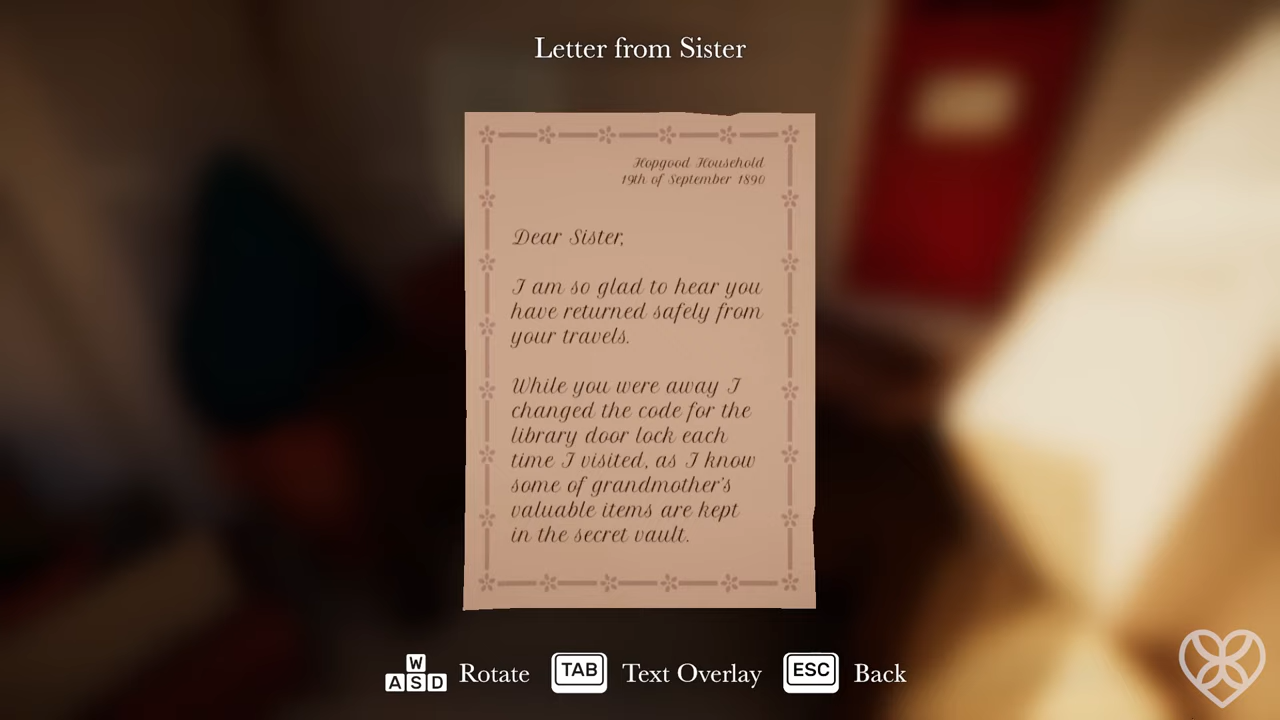 Letter from Sister
Hopgood Household
19th of September 1890
Dear Sister,
I am so glad to hear you
have returned safely from
your travels.
While you were away I
changed the code for the
library door lock each
time I visited, as I know
some of grandmother's
valuable items are kept
in the secret vault.
W
A S D Rotate TAB Text Overlay ESC Back